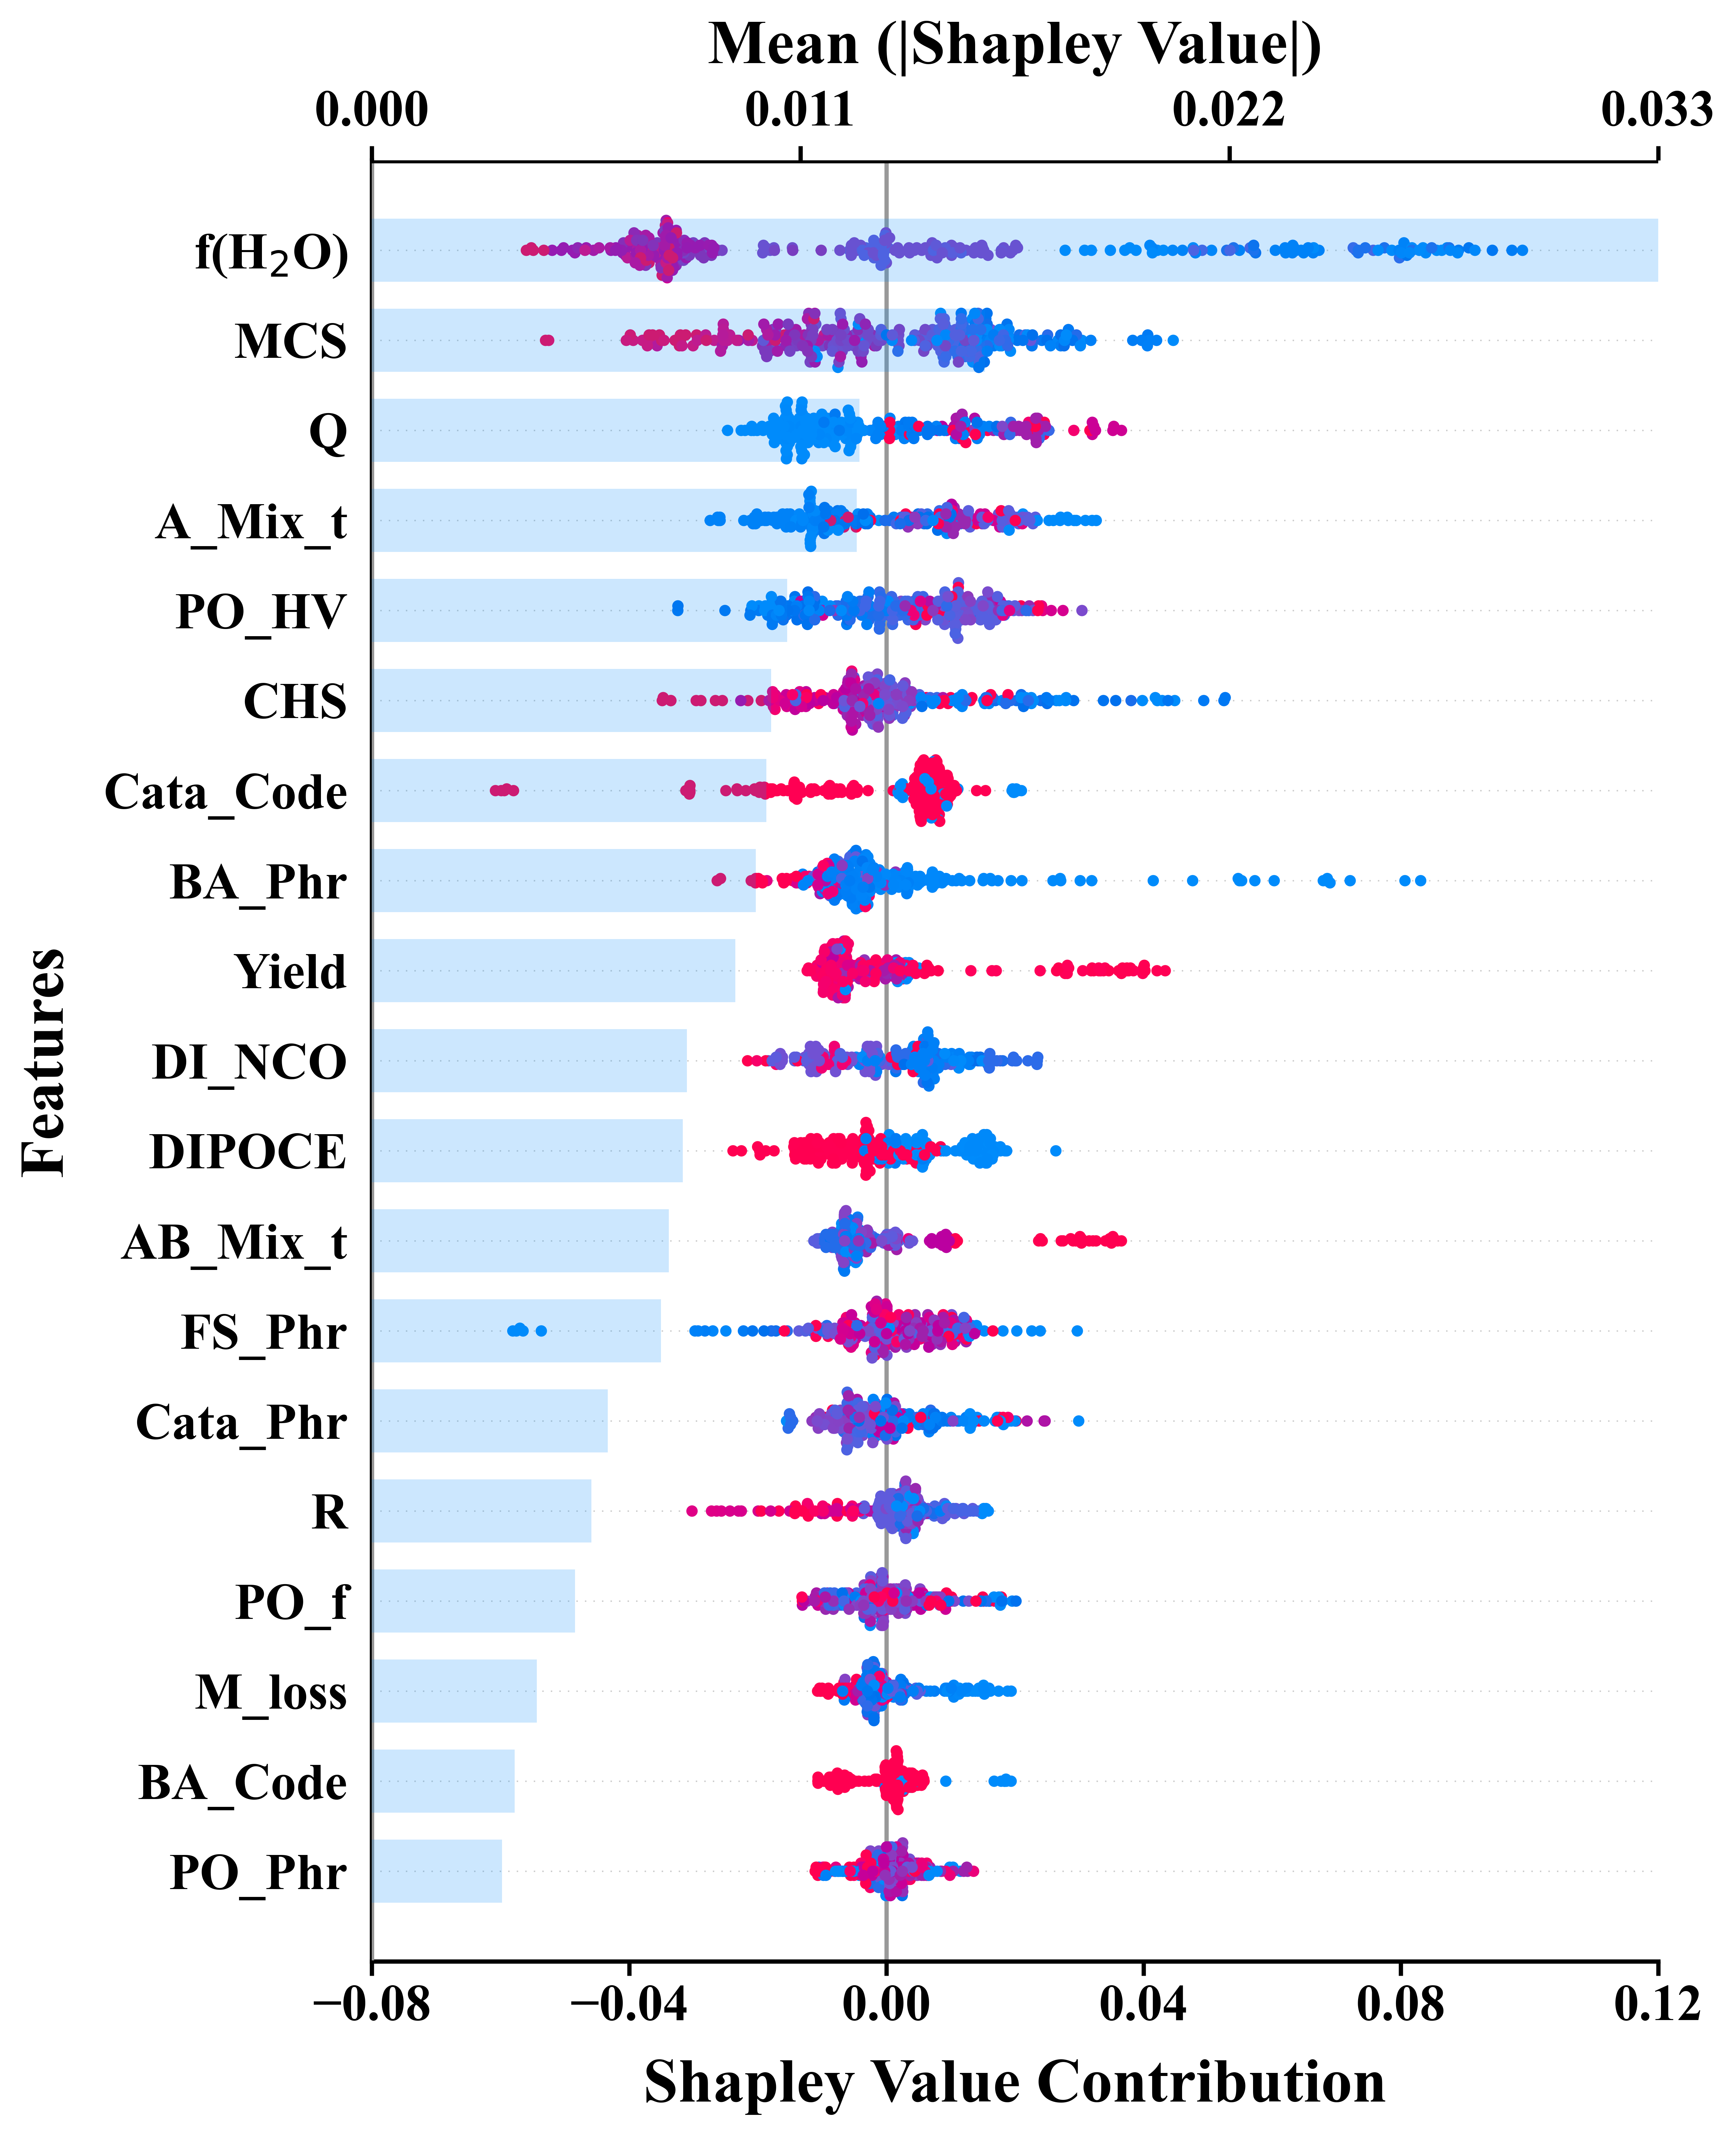 Mean (|Shapley Value|)
0.000 0.011 0.022 0.033
f(H₂O)
MCS
Q
A_Mix_t
PO_HV
CHS
Cata_Code
BA_Phr
Yield
DI_NCO
DIPOCE
AB_Mix_t
FS_Phr
Cata_Phr
R
PO_f
M_loss
BA_Code
PO_Phr
Features
−0.08 −0.04 0.00 0.04 0.08 0.12
Shapley Value Contribution